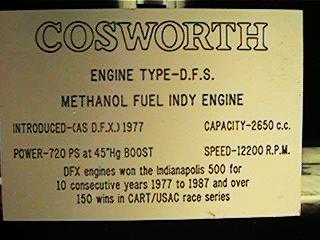 COSWORTH
ENGINE TYPE-D.F.S.
METHANOL FUEL INDY ENGINE
INTRODUCED-(AS D.F.X.) 1977 CAPACITY-2650 c.c.
POWER-720 PS at 45"Hg BOOST SPEED-12200 R.P.M.
DFX engines won the Indianapolis 500 for
10 consecutive years 1977 to 1987 and over
150 wins in CART/USAC race series